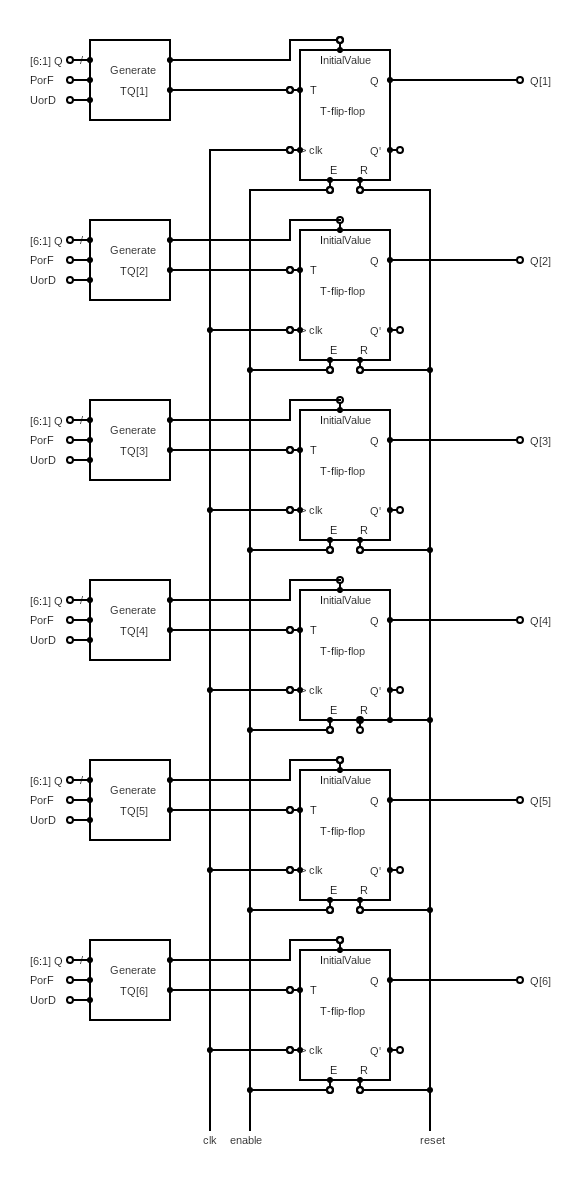 [6:1] Q / Generate InitialValue
Q Q[1]
PorF TQ[1] T
UorD T-flip-flop
> clk Q'
E R
[6:1] Q / Generate InitialValue
Q Q[2]
PorF TQ[2] T
UorD T-flip-flop
> clk Q'
E R
[6:1] Q / Generate InitialValue
Q Q[3]
PorF TQ[3] T
UorD T-flip-flop
> clk Q'
E R
[6:1] Q / Generate InitialValue
Q Q[4]
PorF TQ[4] T
UorD T-flip-flop
> clk Q'
E R
[6:1] Q / Generate InitialValue
Q Q[5]
PorF TQ[5] T
UorD T-flip-flop
> clk Q'
E R
[6:1] Q / Generate InitialValue
Q Q[6]
PorF TQ[6] T
UorD T-flip-flop
> clk Q'
E R
clk enable reset